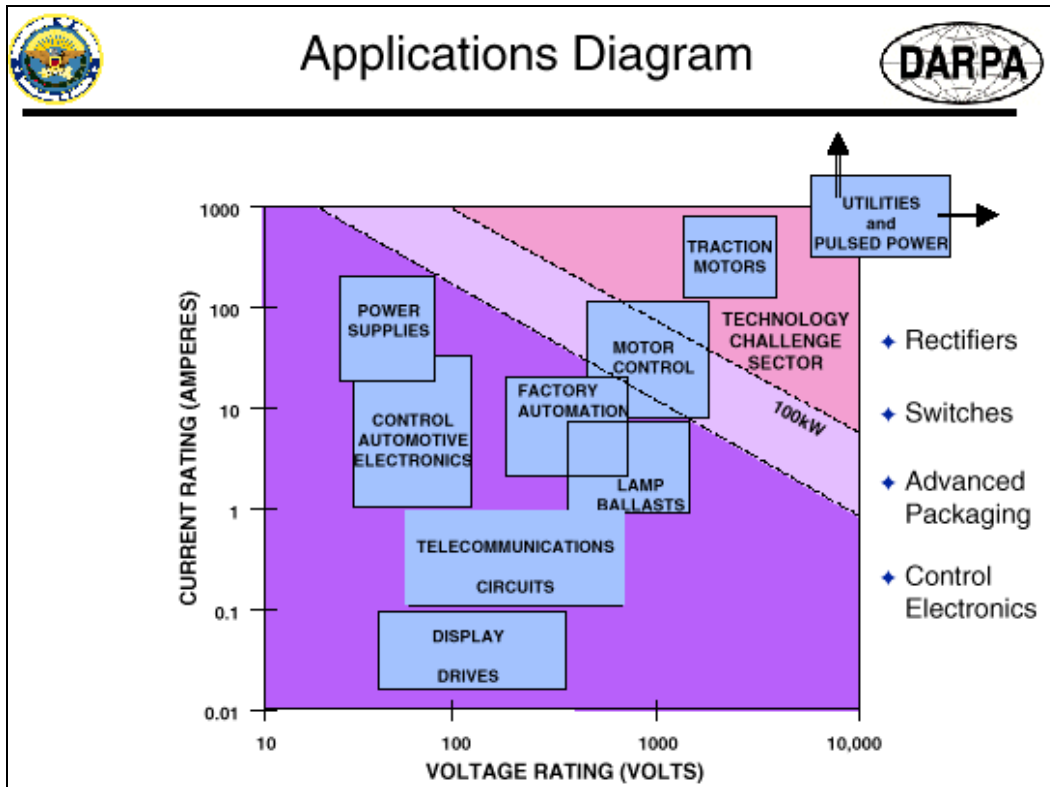 Applications Diagram
DARPA
UTILITIES
and
PULSED POWER
1000
TRACTION
MOTORS
POWER
SUPPLIES
100
TECHNOLOGY
CHALLENGE
SECTOR
MOTOR
CONTROL
FACTORY
AUTOMATION
100kW
10
CONTROL
AUTOMOTIVE
ELECTRONICS
LAMP
BALLASTS
1
TELECOMMUNICATIONS
CIRCUITS
0.1
DISPLAY
DRIVES
0.01
CURRENT RATING (AMPERES)
10
100
1000
10,000
VOLTAGE RATING (VOLTS)
Rectifiers
Switches
Advanced
Packaging
Control
Electronics